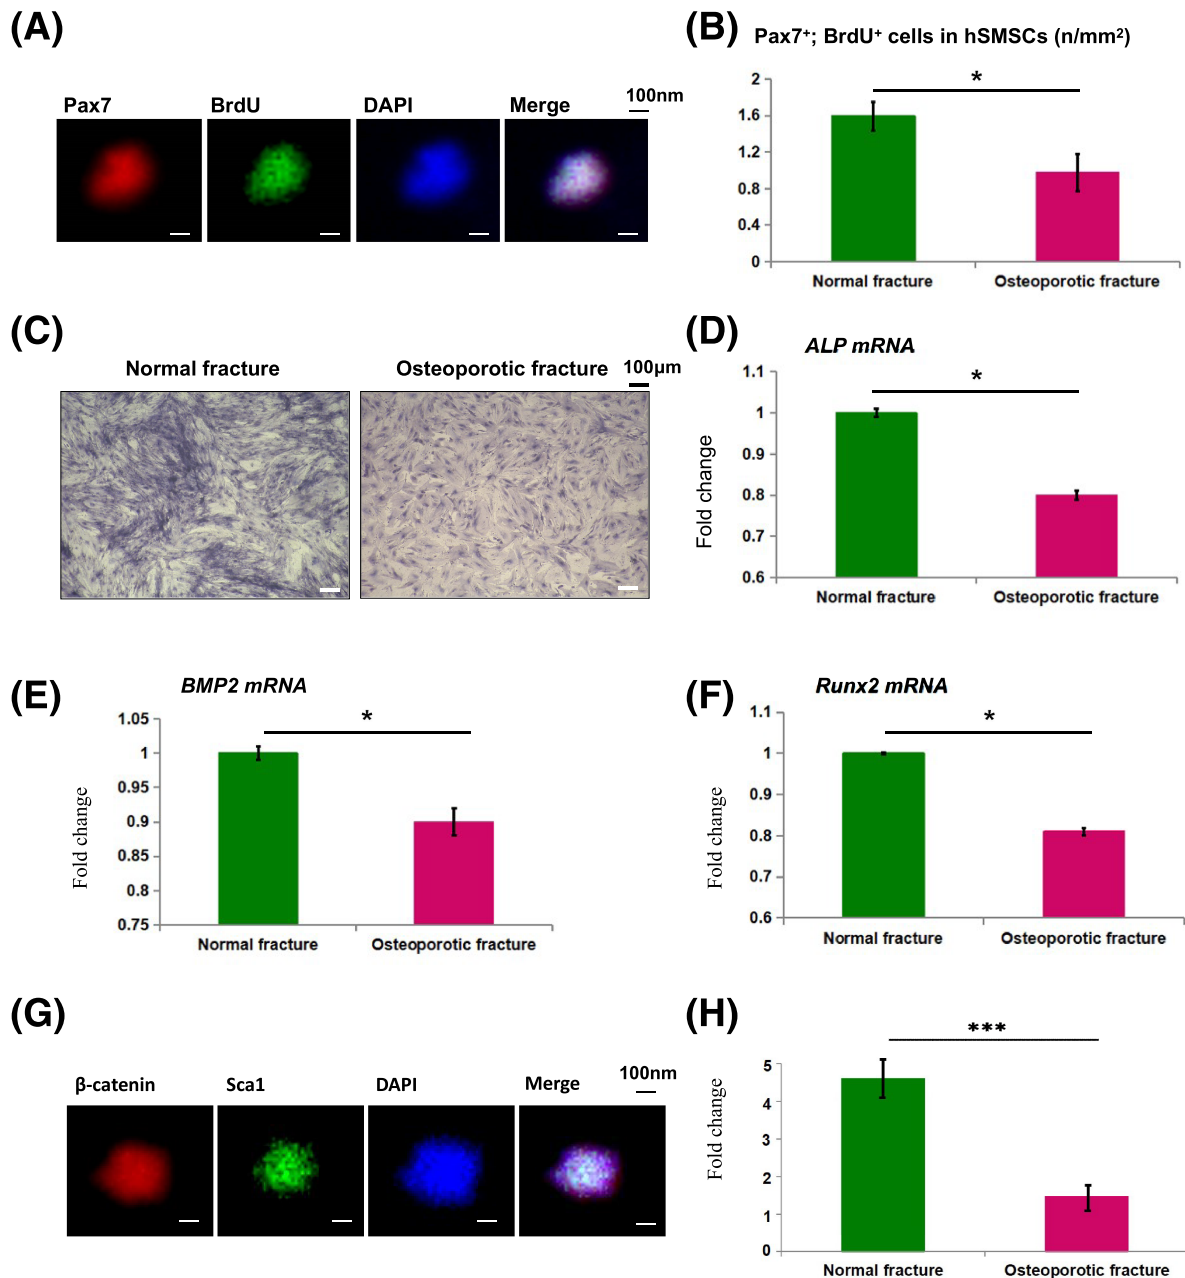 (A)
Pax7 BrdU DAPI Merge 100nm
(B) Pax7⁺; BrdU⁺ cells in hSMSCs (n/mm²)
*
2
1.6
1.2
0.8
0.4
0
Normal fracture Osteoporotic fracture
(C)
Normal fracture Osteoporotic fracture 100μm
(D)
ALP mRNA
*
Fold change
1.1
1
0.9
0.8
0.7
0.6
Normal fracture Osteoporotic fracture
(E)
BMP2 mRNA
*
Fold change
1.05
1
0.95
0.9
0.85
0.8
0.75
Normal fracture Osteoporotic fracture
(F)
Runx2 mRNA
*
Fold change
1.1
1
0.9
0.8
0.7
0.6
Normal fracture Osteoporotic fracture
(G)
β-catenin Sca1 DAPI Merge 100nm
(H)
***
Fold change
5
4
3
2
1
0
Normal fracture Osteoporotic fracture